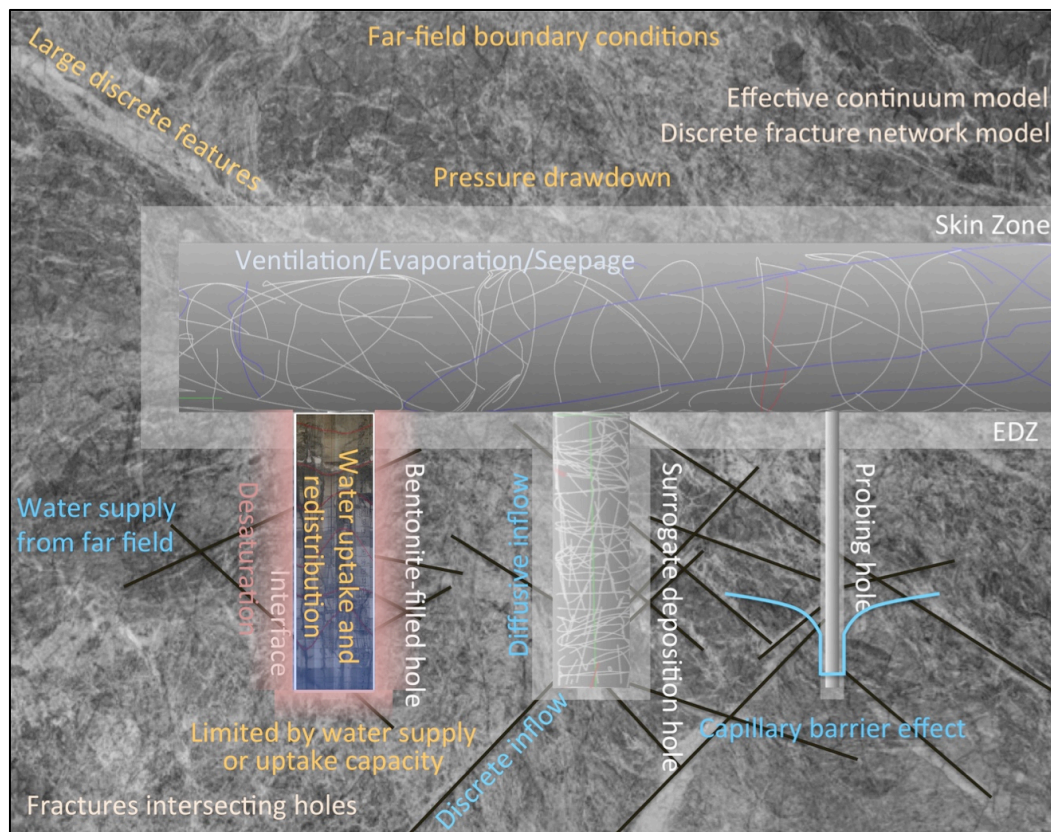 Far-field boundary conditions
Large discrete features
Effective continuum model
Discrete fracture network model
Pressure drawdown
Skin Zone
Ventilation/Evaporation/Seepage
EDZ
Water supply
from far field
Desaturation
Interface
Water uptake and
redistribution
Bentonite-filled hole
Diffusive inflow
Surrogate deposition hole
Probing hole
Limited by water supply
or uptake capacity
Discrete inflow
Capillary barrier effect
Fractures intersecting holes